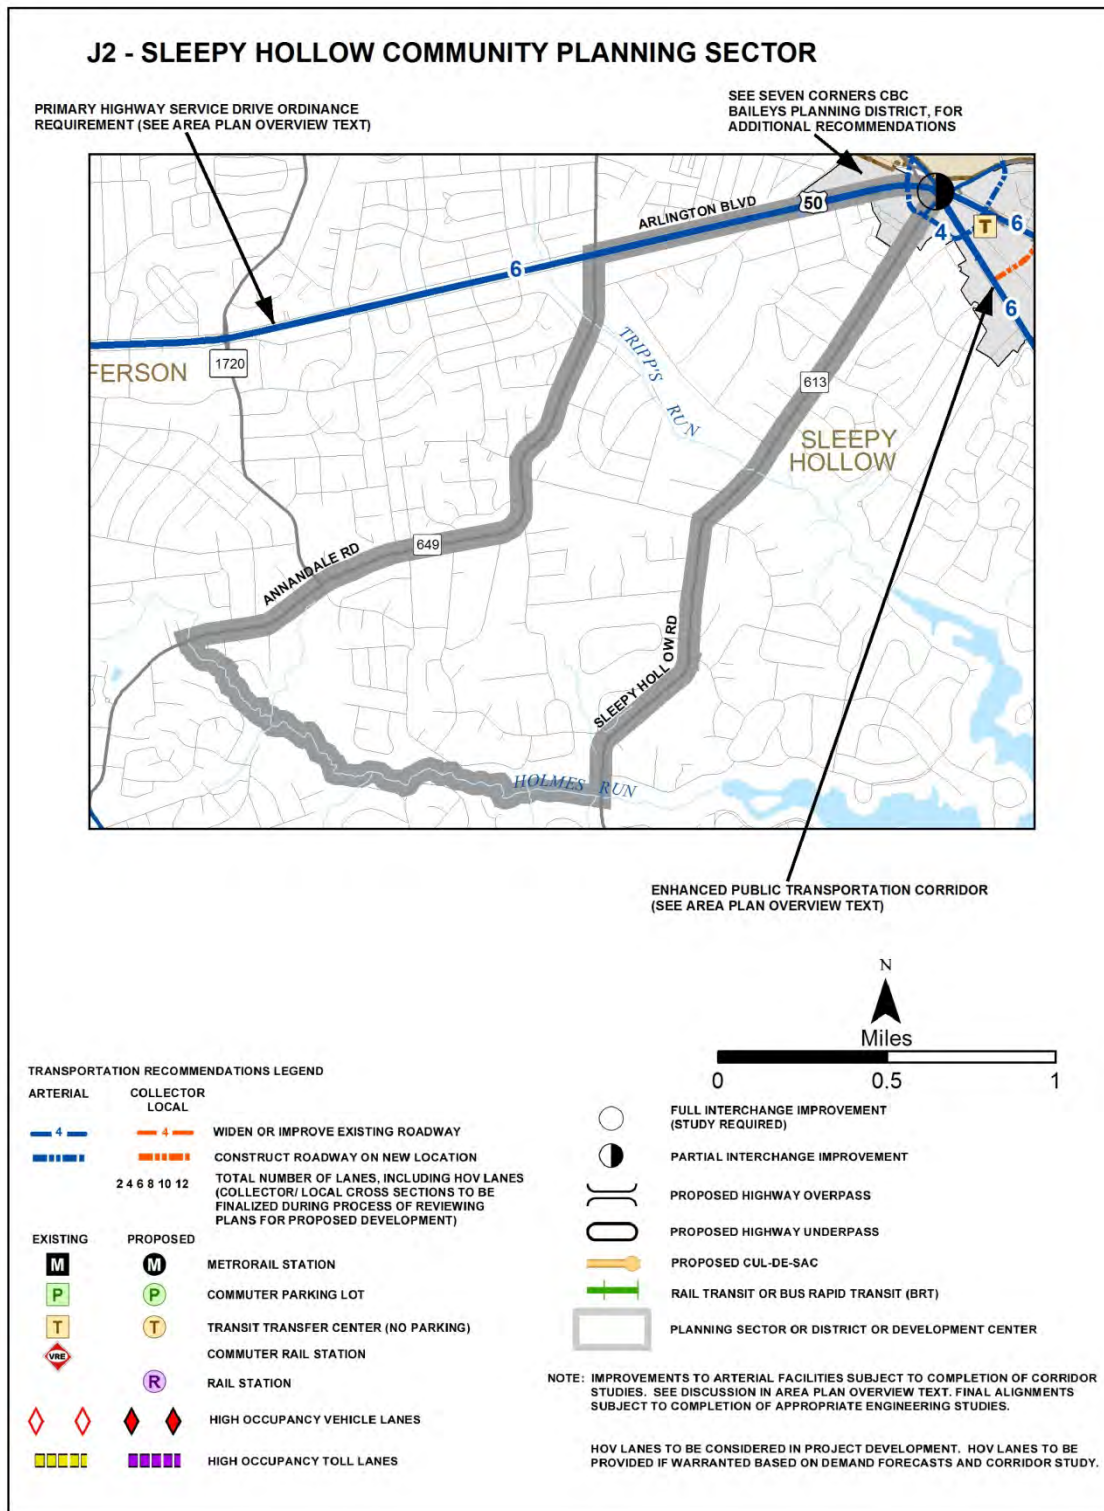 J2 - SLEEPY HOLLOW COMMUNITY PLANNING SECTOR
PRIMARY HIGHWAY SERVICE DRIVE ORDINANCE
REQUIREMENT (SEE AREA PLAN OVERVIEW TEXT)
SEE SEVEN CORNERS CBC
BAILEYS PLANNING DISTRICT, FOR
ADDITIONAL RECOMMENDATIONS
ARLINGTON BLVD
50
6
4
T
6
6
1720
FERSON
TRIPP'S
RUN
613
SLEEPY
HOLLOW
649
ANNANDALE RD
SLEEPY HOLLOW RD
HOLMES RUN
ENHANCED PUBLIC TRANSPORTATION CORRIDOR
(SEE AREA PLAN OVERVIEW TEXT)
N
Miles
0 0.5 1
TRANSPORTATION RECOMMENDATIONS LEGEND
ARTERIAL COLLECTOR
LOCAL
4 4 WIDEN OR IMPROVE EXISTING ROADWAY
CONSTRUCT ROADWAY ON NEW LOCATION
2 4 6 8 10 12 TOTAL NUMBER OF LANES, INCLUDING HOV LANES
(COLLECTOR/ LOCAL CROSS SECTIONS TO BE
FINALIZED DURING PROCESS OF REVIEWING
PLANS FOR PROPOSED DEVELOPMENT)
EXISTING PROPOSED
M M METRORAIL STATION
P P COMMUTER PARKING LOT
T T TRANSIT TRANSFER CENTER (NO PARKING)
VRE COMMUTER RAIL STATION
R RAIL STATION
HIGH OCCUPANCY VEHICLE LANES
HIGH OCCUPANCY TOLL LANES
FULL INTERCHANGE IMPROVEMENT
(STUDY REQUIRED)
PARTIAL INTERCHANGE IMPROVEMENT
PROPOSED HIGHWAY OVERPASS
PROPOSED HIGHWAY UNDERPASS
PROPOSED CUL-DE-SAC
RAIL TRANSIT OR BUS RAPID TRANSIT (BRT)
PLANNING SECTOR OR DISTRICT OR DEVELOPMENT CENTER
NOTE: IMPROVEMENTS TO ARTERIAL FACILITIES SUBJECT TO COMPLETION OF CORRIDOR
STUDIES. SEE DISCUSSION IN AREA PLAN OVERVIEW TEXT. FINAL ALIGNMENTS
SUBJECT TO COMPLETION OF APPROPRIATE ENGINEERING STUDIES.
HOV LANES TO BE CONSIDERED IN PROJECT DEVELOPMENT. HOV LANES TO BE
PROVIDED IF WARRANTED BASED ON DEMAND FORECASTS AND CORRIDOR STUDY.